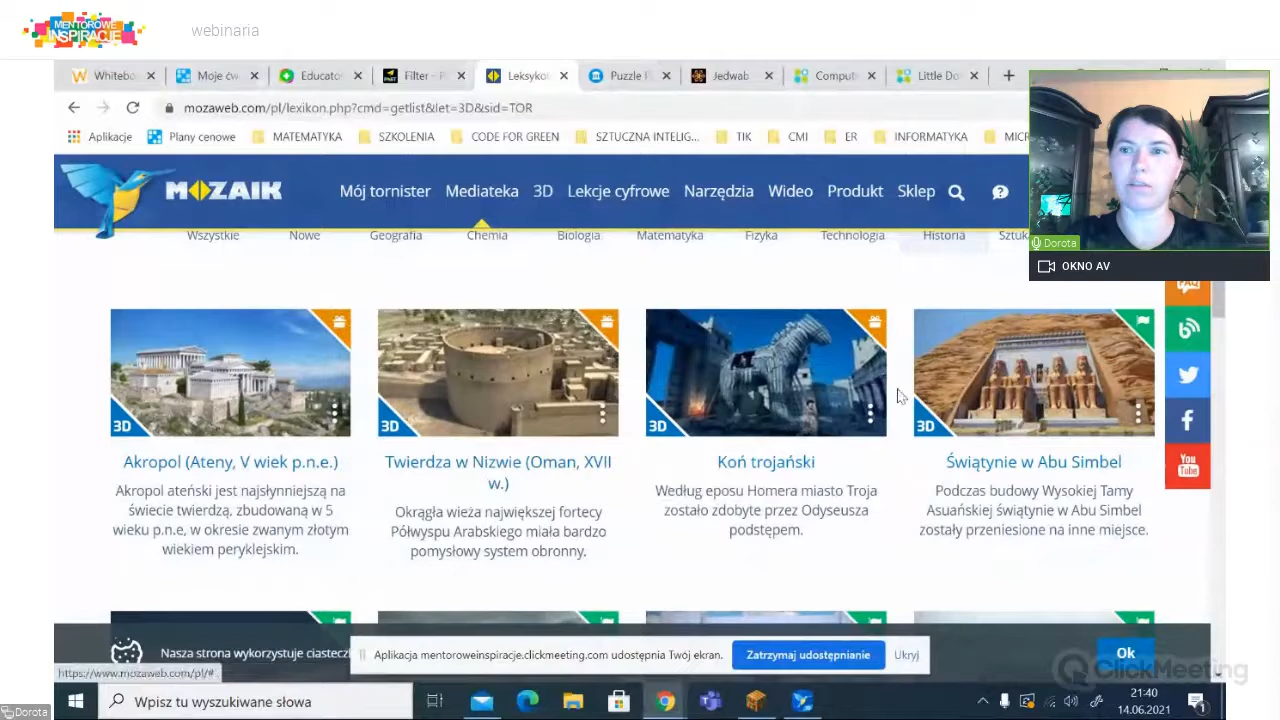 MENTOROWE
INSPIRACJE
webinaria
Whitebo
Moje ćw
Educato
Filter - P
Leksyko
Puzzle P
Jedwab
Comput
Little Do
mozaweb.com/pl/lexikon.php?cmd=getlist&let=3D&sid=TOR
Aplikacje
Plany cenowe
MATEMATYKA
SZKOLENIA
CODE FOR GREEN
SZTUCZNA INTELIG...
TIK
CMI
ER
INFORMATYKA
MICR
MOZAIK
Mój tornister
Mediateka
3D
Lekcje cyfrowe
Narzędzia
Wideo
Produkt
Sklep
Wszystkie
Nowe
Geografia
Chemia
Biologia
Matematyka
Fizyka
Technologia
Historia
Sztuk
Dorota
OKNO AV
3D
3D
3D
3D
Akropol (Ateny, V wiek p.n.e.)
Akropol ateński jest najsłynniejszą na
świecie twierdzą, zbudowaną w 5
wieku p.n.e, w okresie zwanym złotym
wiekiem peryklejskim.
Twierdza w Nizwie (Oman, XVII
w.)
Okrągła wieża największej fortecy
Półwyspu Arabskiego miała bardzo
pomysłowy system obronny.
Koń trojański
Według eposu Homera miasto Troja
zostało zdobyte przez Odyseusza
podstępem.
Świątynie w Abu Simbel
Podczas budowy Wysokiej Tamy
Asuańskiej świątynie w Abu Simbel
zostały przeniesione na inne miejsce.
You
Tube
Nasza strona wykorzystuje ciasteczk
Aplikacja mentoroweinspiracje.clickmeeting.com udostępnia Twój ekran.
Zatrzymaj udostępnianie
Ukryj
Ok
https://www.mozaweb.com/pl/#
ClickMeeting
Wpisz tu wyszukiwane słowa
21:40
14.06.2021
1
Dorota